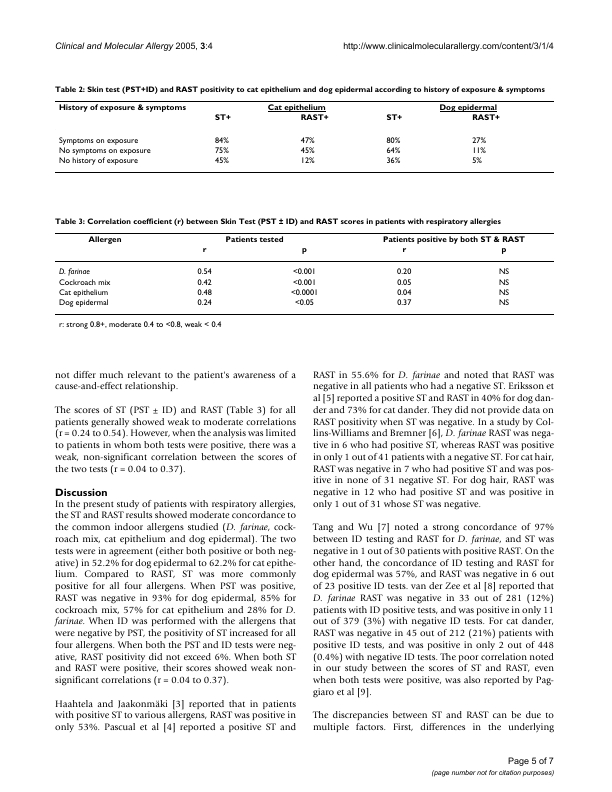 Clinical and Molecular Allergy 2005, 3:4 http://www.clinicalmolecularallergy.com/content/3/1/4
Table 2: Skin test (PST+ID) and RAST positivity to cat epithelium and dog epidermal according to history of exposure & symptoms
History of exposure & symptoms Cat epithelium Dog epidermal
ST+ RAST+ ST+ RAST+
Symptoms on exposure 84% 47% 80% 27%
No symptoms on exposure 75% 45% 64% 11%
No history of exposure 45% 12% 36% 5%
Table 3: Correlation coefficient (r) between Skin Test (PST ± ID) and RAST scores in patients with respiratory allergies
Allergen Patients tested Patients positive by both ST & RAST
r p r p
D. farinae 0.54 <0.001 0.20 NS
Cockroach mix 0.42 <0.001 0.05 NS
Cat epithelium 0.48 <0.0001 0.04 NS
Dog epidermal 0.24 <0.05 0.37 NS
r: strong 0.8+, moderate 0.4 to <0.8, weak < 0.4
not differ much relevant to the patient's awareness of a
cause-and-effect relationship.
The scores of ST (PST ± ID) and RAST (Table 3) for all
patients generally showed weak to moderate correlations
(r = 0.24 to 0.54). However, when the analysis was limited
to patients in whom both tests were positive, there was a
weak, non-significant correlation between the scores of
the two tests (r = 0.04 to 0.37).
Discussion
In the present study of patients with respiratory allergies,
the ST and RAST results showed moderate concordance to
the common indoor allergens studied (D. farinae, cock-
roach mix, cat epithelium and dog epidermal). The two
tests were in agreement (either both positive or both neg-
ative) in 52.2% for dog epidermal to 62.2% for cat epithe-
lium. Compared to RAST, ST was more commonly
positive for all four allergens. When PST was positive,
RAST was negative in 93% for dog epidermal, 85% for
cockroach mix, 57% for cat epithelium and 28% for D.
farinae. When ID was performed with the allergens that
were negative by PST, the positivity of ST increased for all
four allergens. When both the PST and ID tests were neg-
ative, RAST positivity did not exceed 6%. When both ST
and RAST were positive, their scores showed weak non-
significant correlations (r = 0.04 to 0.37).
Haahtela and Jaakonmäki [3] reported that in patients
with positive ST to various allergens, RAST was positive in
only 53%. Pascual et al [4] reported a positive ST and
RAST in 55.6% for D. farinae and noted that RAST was
negative in all patients who had a negative ST. Eriksson et
al [5] reported a positive ST and RAST in 40% for dog dan-
der and 73% for cat dander. They did not provide data on
RAST positivity when ST was negative. In a study by Col-
lins-Williams and Bremner [6], D. farinae RAST was nega-
tive in 6 who had positive ST, whereas RAST was positive
in only 1 out of 41 patients with a negative ST. For cat hair,
RAST was negative in 7 who had positive ST and was pos-
itive in none of 31 negative ST. For dog hair, RAST was
negative in 12 who had positive ST and was positive in
only 1 out of 31 whose ST was negative.
Tang and Wu [7] noted a strong concordance of 97%
between ID testing and RAST for D. farinae, and ST was
negative in 1 out of 30 patients with positive RAST. On the
other hand, the concordance of ID testing and RAST for
dog epidermal was 57%, and RAST was negative in 6 out
of 23 positive ID tests. van der Zee et al [8] reported that
D. farinae RAST was negative in 33 out of 281 (12%)
patients with ID positive tests, and was positive in only 11
out of 379 (3%) with negative ID tests. For cat dander,
RAST was negative in 45 out of 212 (21%) patients with
positive ID tests, and was positive in only 2 out of 448
(0.4%) with negative ID tests. The poor correlation noted
in our study between the scores of ST and RAST, even
when both tests were positive, was also reported by Pag-
giaro et al [9].
The discrepancies between ST and RAST can be due to
multiple factors. First, differences in the underlying
Page 5 of 7
(page number not for citation purposes)